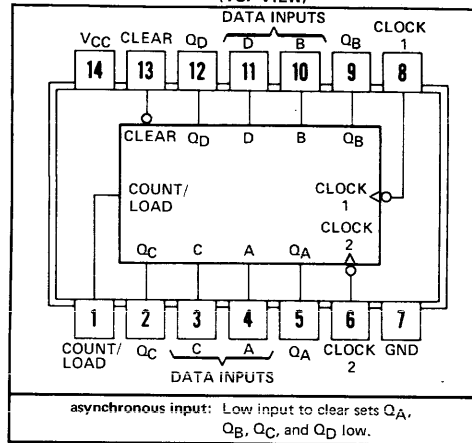 (TOP VIEW)
DATA INPUTS
VCC CLEAR QD D B QB CLOCK 1
14 13 12 11 10 9 8
CLEAR QD D B QB
COUNT/
LOAD
CLOCK
1
CLOCK
2
QC C A QA
1 2 3 4 5 6 7
COUNT/
LOAD
QC C A QA CLOCK
2
GND
DATA INPUTS
asynchronous input: Low input to clear sets QA,
QB, QC, and QD low.